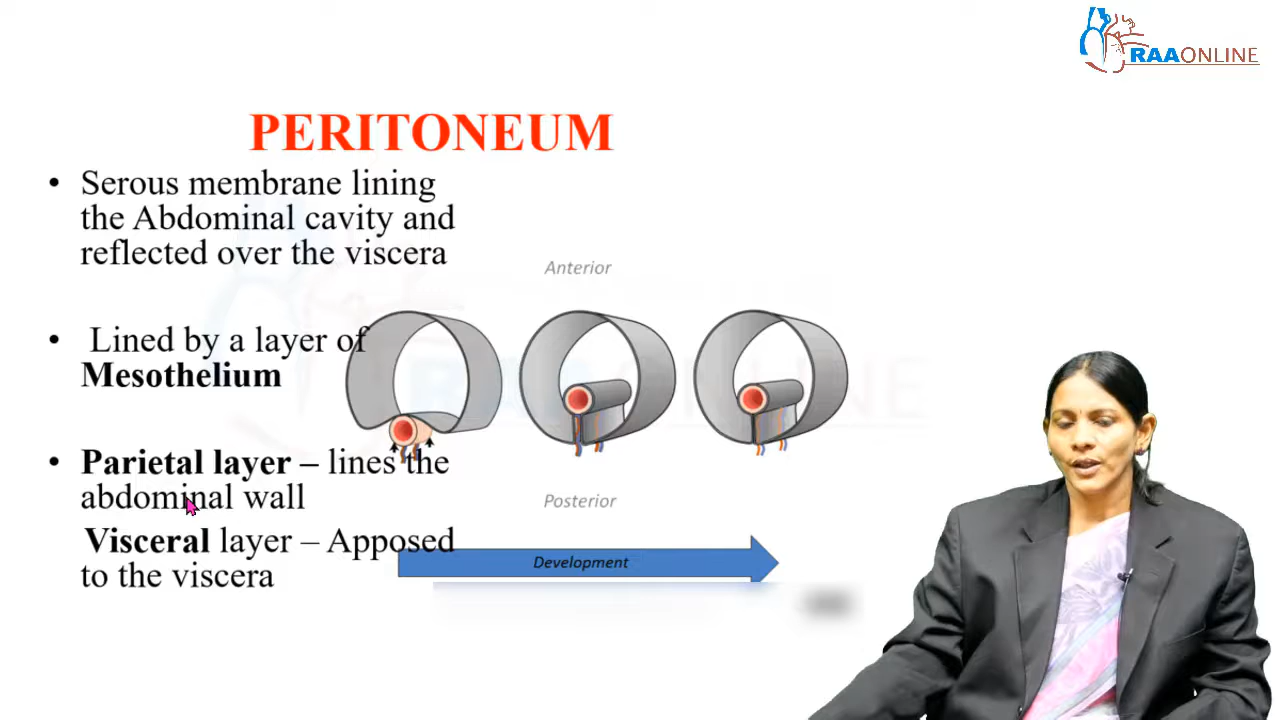 RAAONLINE
PERITONEUM
• Serous membrane lining
the Abdominal cavity and
reflected over the viscera
Anterior
• Lined by a layer of
Mesothelium
RAAONLINE
• Parietal layer – lines the
abdominal wall
Posterior
Visceral layer – Apposed
to the viscera
Development